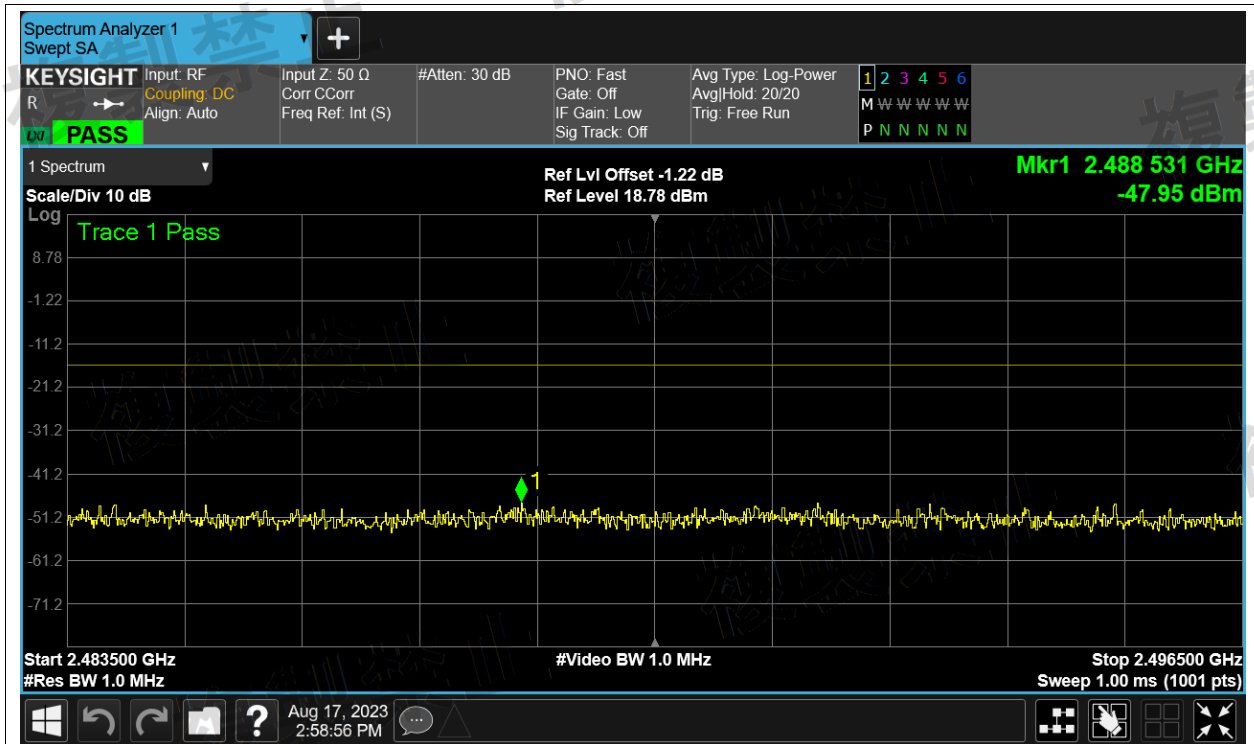 Spectrum Analyzer 1
Swept SA
+
KEYSIGHT
R
LXI PASS
Input: RF
Coupling: DC
Align: Auto
Input Z: 50 Ω
Corr CCorr
Freq Ref: Int (S)
#Atten: 30 dB
PNO: Fast
Gate: Off
IF Gain: Low
Sig Track: Off
Avg Type: Log-Power
Avg|Hold: 20/20
Trig: Free Run
1 2 3 4 5 6
M W W W W W
P N N N N N
1 Spectrum
Scale/Div 10 dB
Ref Lvl Offset -1.22 dB
Ref Level 18.78 dBm
Mkr1 2.488 531 GHz
-47.95 dBm
Log
Trace 1 Pass
8.78
-1.22
-11.2
-21.2
-31.2
-41.2
1
-51.2
-61.2
-71.2
Start 2.483500 GHz
#Video BW 1.0 MHz
Stop 2.496500 GHz
#Res BW 1.0 MHz
Sweep 1.00 ms (1001 pts)
?
Aug 17, 2023
2:58:56 PM
複製禁止